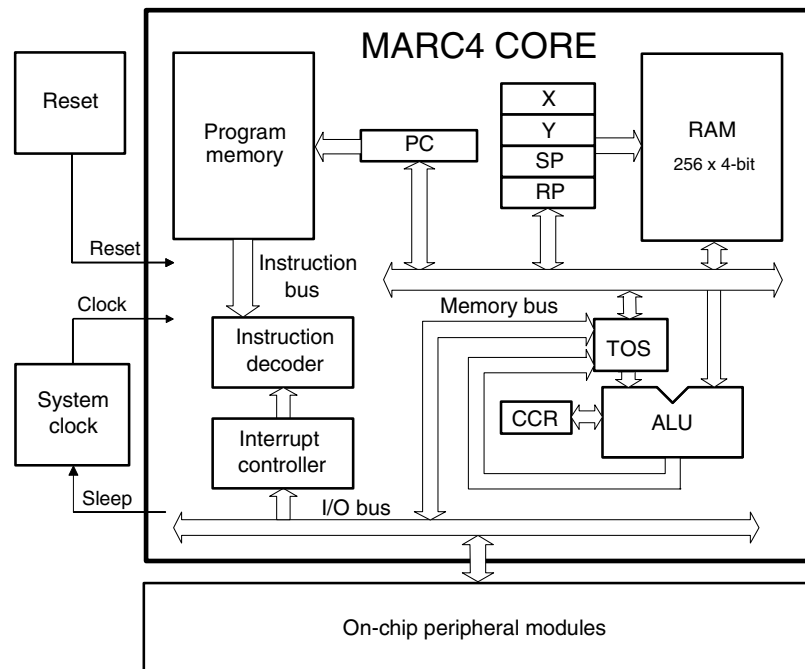 MARC4 CORE
Reset
Program
memory
PC
X
Y
SP
RP
RAM
256 x 4-bit
Reset
Instruction
bus
Clock
Memory bus
Instruction
decoder
TOS
System
clock
CCR
ALU
Interrupt
controller
Sleep
I/O bus
On-chip peripheral modules